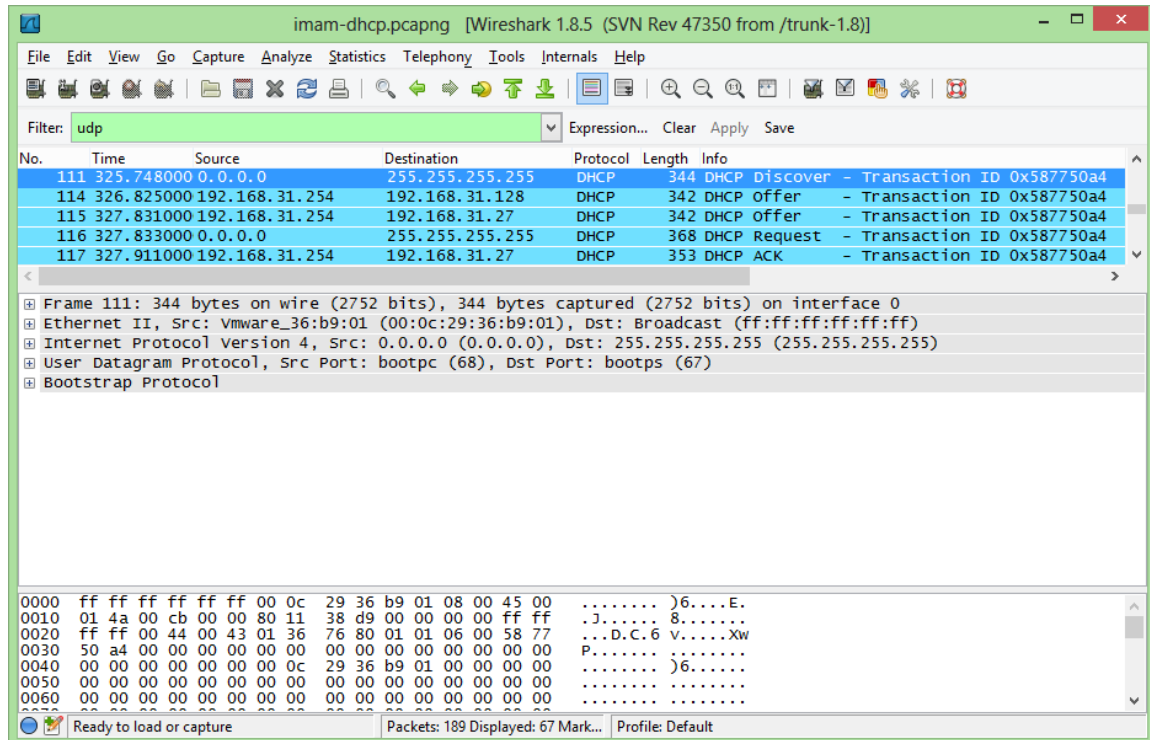 imam-dhcp.pcapng [Wireshark 1.8.5 (SVN Rev 47350 from /trunk-1.8)]
File Edit View Go Capture Analyze Statistics Telephony Tools Internals Help
Filter: udp Expression... Clear Apply Save
No. Time Source Destination Protocol Length Info
111 325.748000 0.0.0.0 255.255.255.255 DHCP 344 DHCP Discover - Transaction ID 0x587750a4
114 326.825000 192.168.31.254 192.168.31.128 DHCP 342 DHCP Offer - Transaction ID 0x587750a4
115 327.831000 192.168.31.254 192.168.31.27 DHCP 342 DHCP Offer - Transaction ID 0x587750a4
116 327.833000 0.0.0.0 255.255.255.255 DHCP 368 DHCP Request - Transaction ID 0x587750a4
117 327.911000 192.168.31.254 192.168.31.27 DHCP 353 DHCP ACK - Transaction ID 0x587750a4
Frame 111: 344 bytes on wire (2752 bits), 344 bytes captured (2752 bits) on interface 0
Ethernet II, Src: Vmware_36:b9:01 (00:0c:29:36:b9:01), Dst: Broadcast (ff:ff:ff:ff:ff:ff)
Internet Protocol Version 4, Src: 0.0.0.0 (0.0.0.0), Dst: 255.255.255.255 (255.255.255.255)
User Datagram Protocol, Src Port: bootpc (68), Dst Port: bootps (67)
Bootstrap Protocol
0000 ff ff ff ff ff ff 00 0c 29 36 b9 01 08 00 45 00 ........ )6....E.
0010 01 4a 00 cb 00 00 80 11 38 d9 00 00 00 00 ff ff .J...... 8.......
0020 ff ff 00 44 00 43 01 36 76 80 01 01 06 00 58 77 ...D.C.6 v.....Xw
0030 50 a4 00 00 00 00 00 00 00 00 00 00 00 00 00 00 P....... ........
0040 00 00 00 00 00 00 00 0c 29 36 b9 01 00 00 00 00 ........ )6......
0050 00 00 00 00 00 00 00 00 00 00 00 00 00 00 00 00 ........ ........
0060 00 00 00 00 00 00 00 00 00 00 00 00 00 00 00 00 ........ ........
Ready to load or capture Packets: 189 Displayed: 67 Mark... Profile: Default